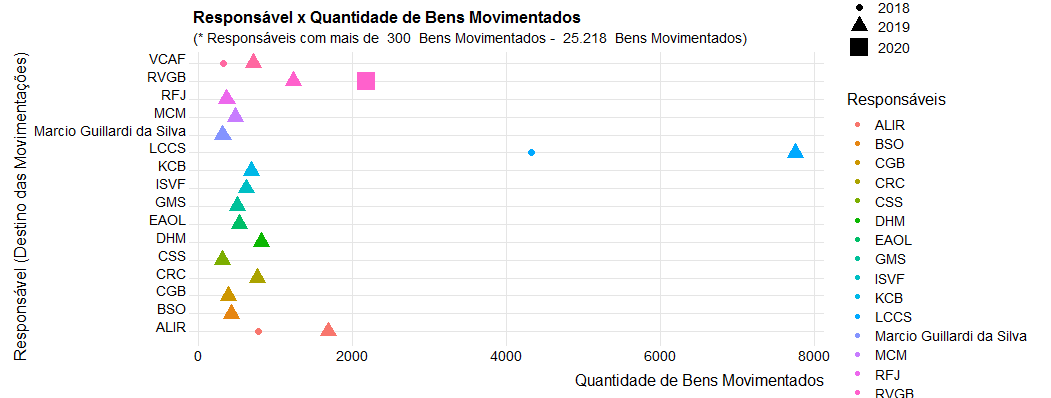 Responsável x Quantidade de Bens Movimentados
(* Responsáveis com mais de  300  Bens Movimentados -  25.218  Bens Movimentados)
Responsável (Destino das Movimentações)
VCAF
RVGB
RFJ
MCM
Marcio Guillardi da Silva
LCCS
KCB
ISVF
GMS
EAOL
DHM
CSS
CRC
CGB
BSO
ALIR
0 2000 4000 6000 8000
Quantidade de Bens Movimentados
2018
2019
2020
Responsáveis
ALIR
BSO
CGB
CRC
CSS
DHM
EAOL
GMS
ISVF
KCB
LCCS
Marcio Guillardi da Silva
MCM
RFJ
RVGB